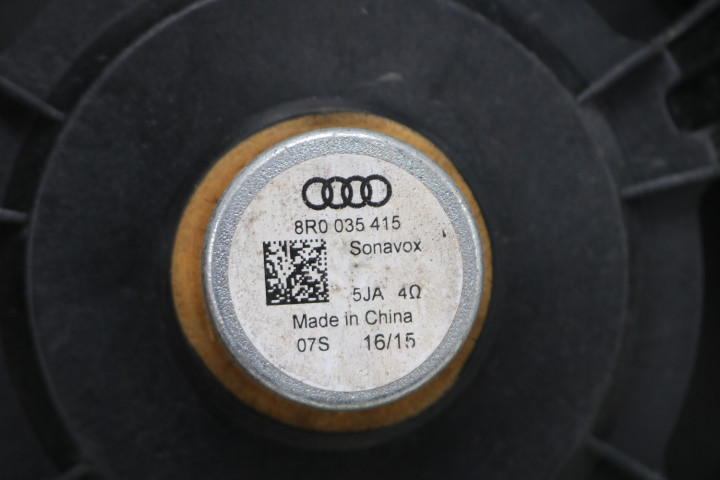 8R0 035 415
Sonavox
5JA 4Ω
Made in China
07S 16/15